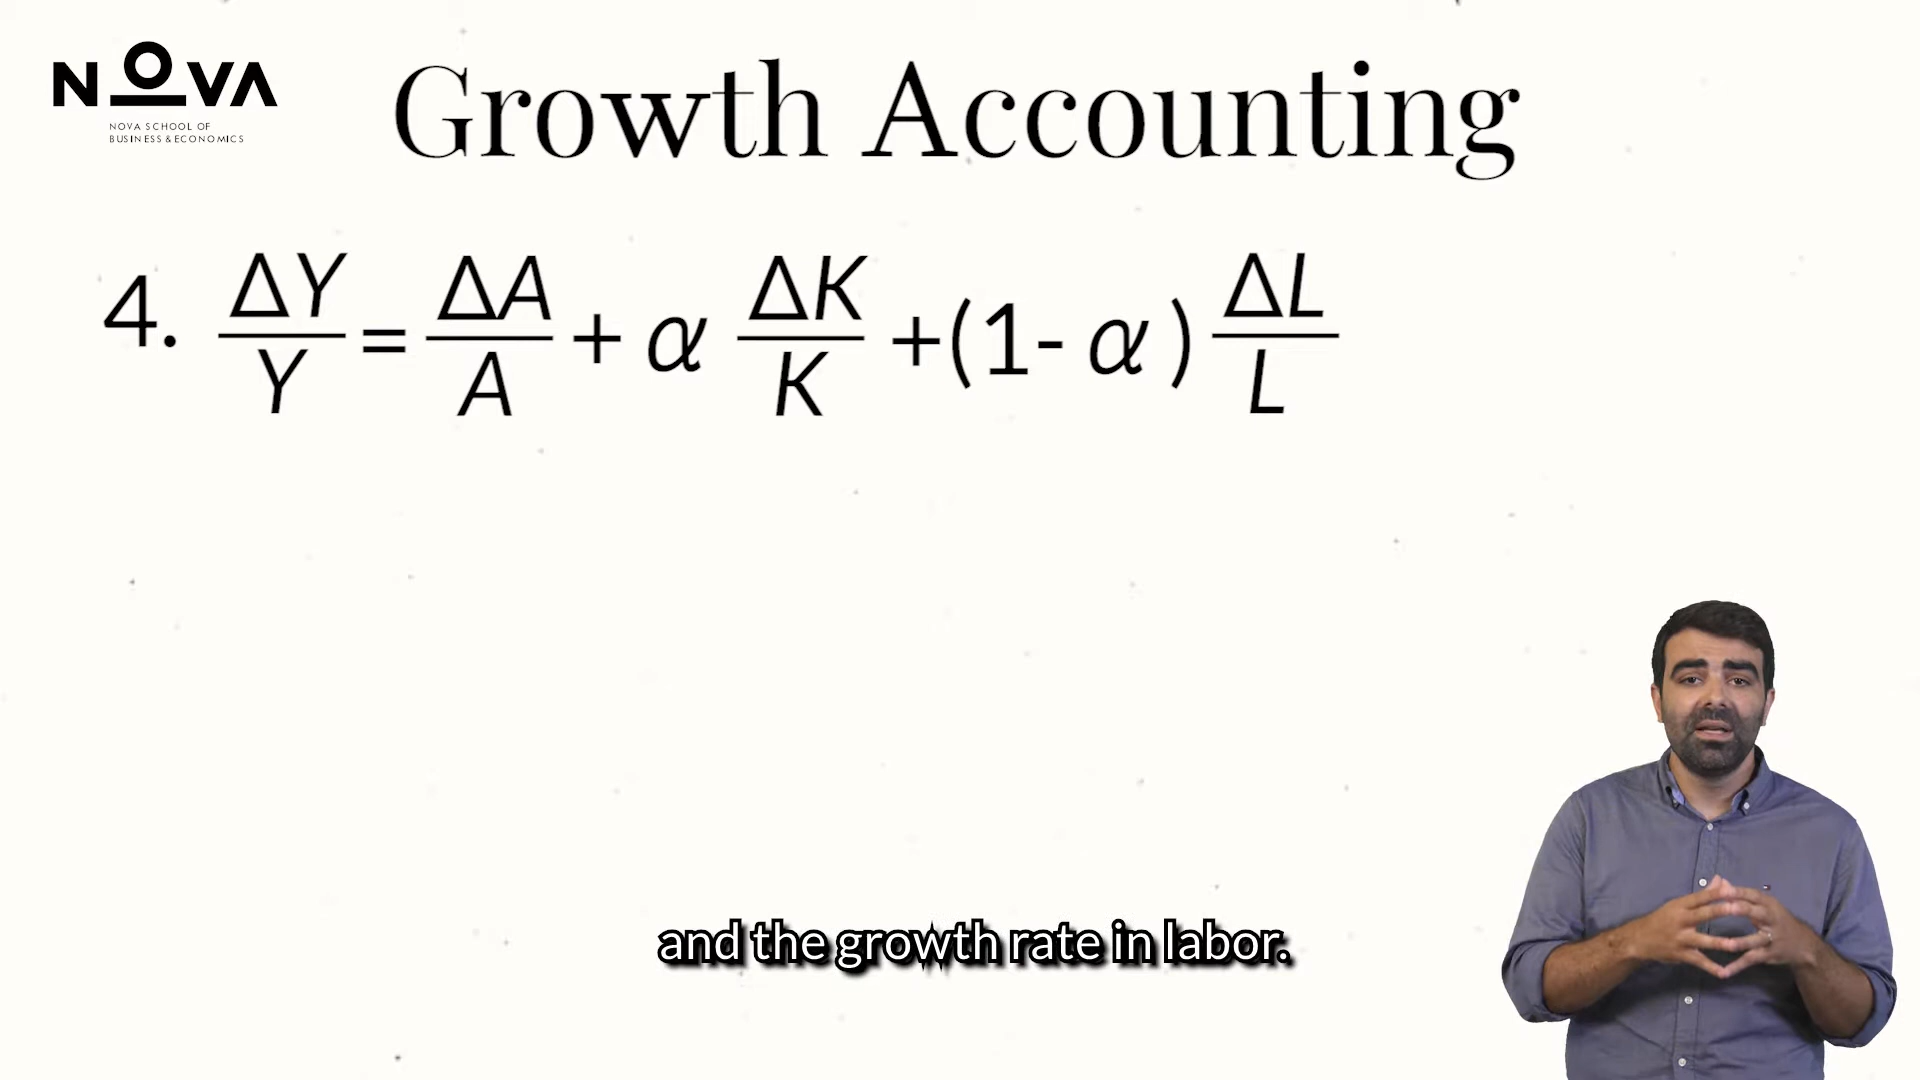 NOVA
NOVA SCHOOL OF
BUSINESS & ECONOMICS
Growth Accounting
4. ΔY/Y = ΔA/A + α ΔK/K + (1- α) ΔL/L
and the growth rate in labor.